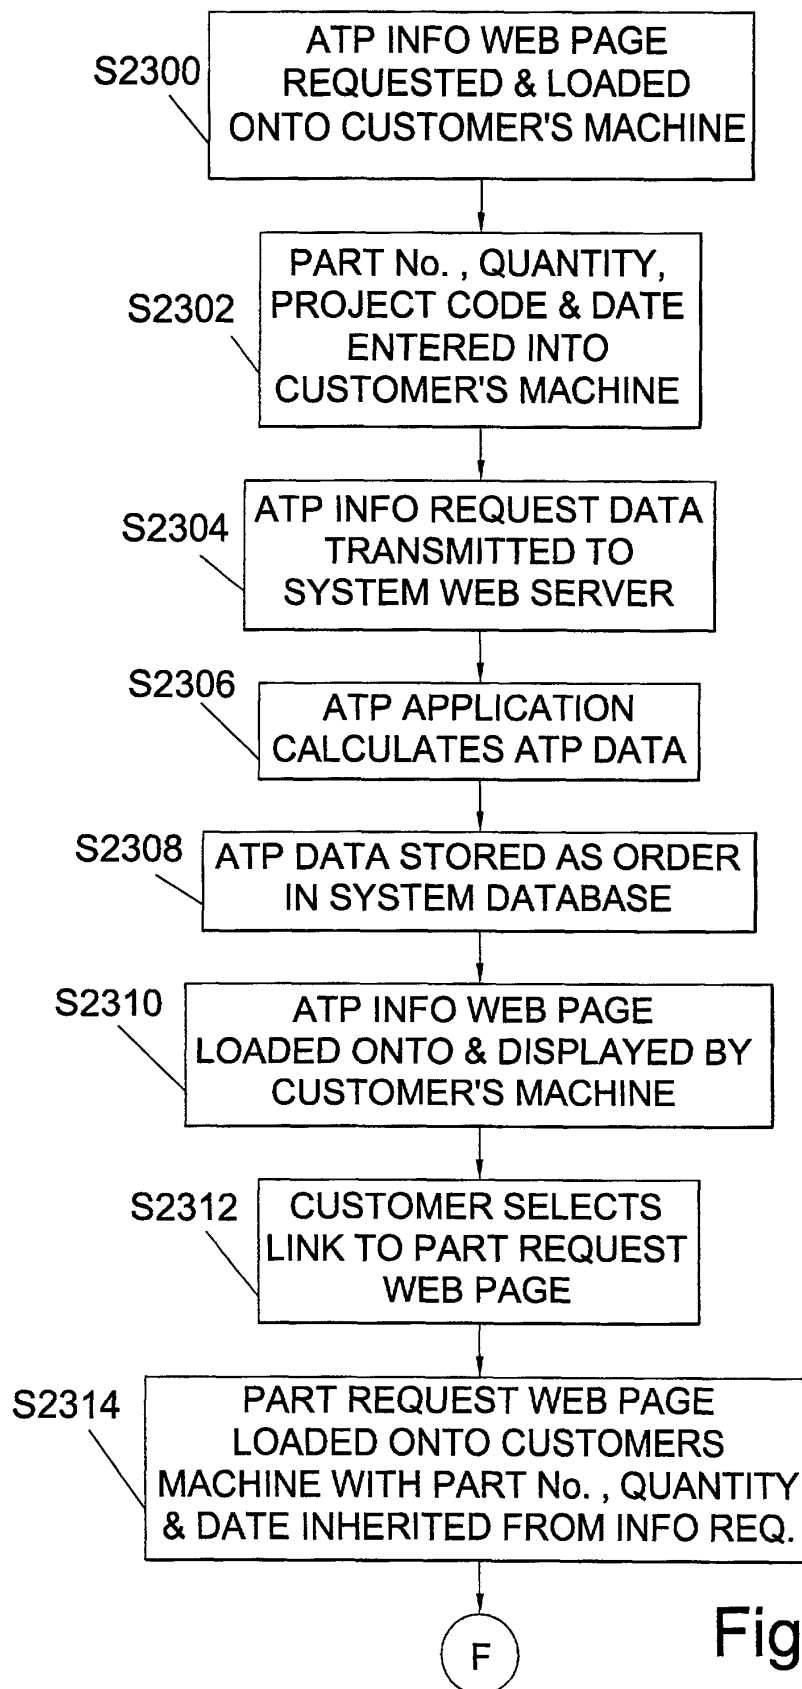 S2300
ATP INFO WEB PAGE
REQUESTED & LOADED
ONTO CUSTOMER'S MACHINE
S2302
PART No. , QUANTITY,
PROJECT CODE & DATE
ENTERED INTO
CUSTOMER'S MACHINE
S2304
ATP INFO REQUEST DATA
TRANSMITTED TO
SYSTEM WEB SERVER
S2306
ATP APPLICATION
CALCULATES ATP DATA
S2308
ATP DATA STORED AS ORDER
IN SYSTEM DATABASE
S2310
ATP INFO WEB PAGE
LOADED ONTO & DISPLAYED BY
CUSTOMER'S MACHINE
S2312
CUSTOMER SELECTS
LINK TO PART REQUEST
WEB PAGE
S2314
PART REQUEST WEB PAGE
LOADED ONTO CUSTOMERS
MACHINE WITH PART No. , QUANTITY
& DATE INHERITED FROM INFO REQ.
F
Fig